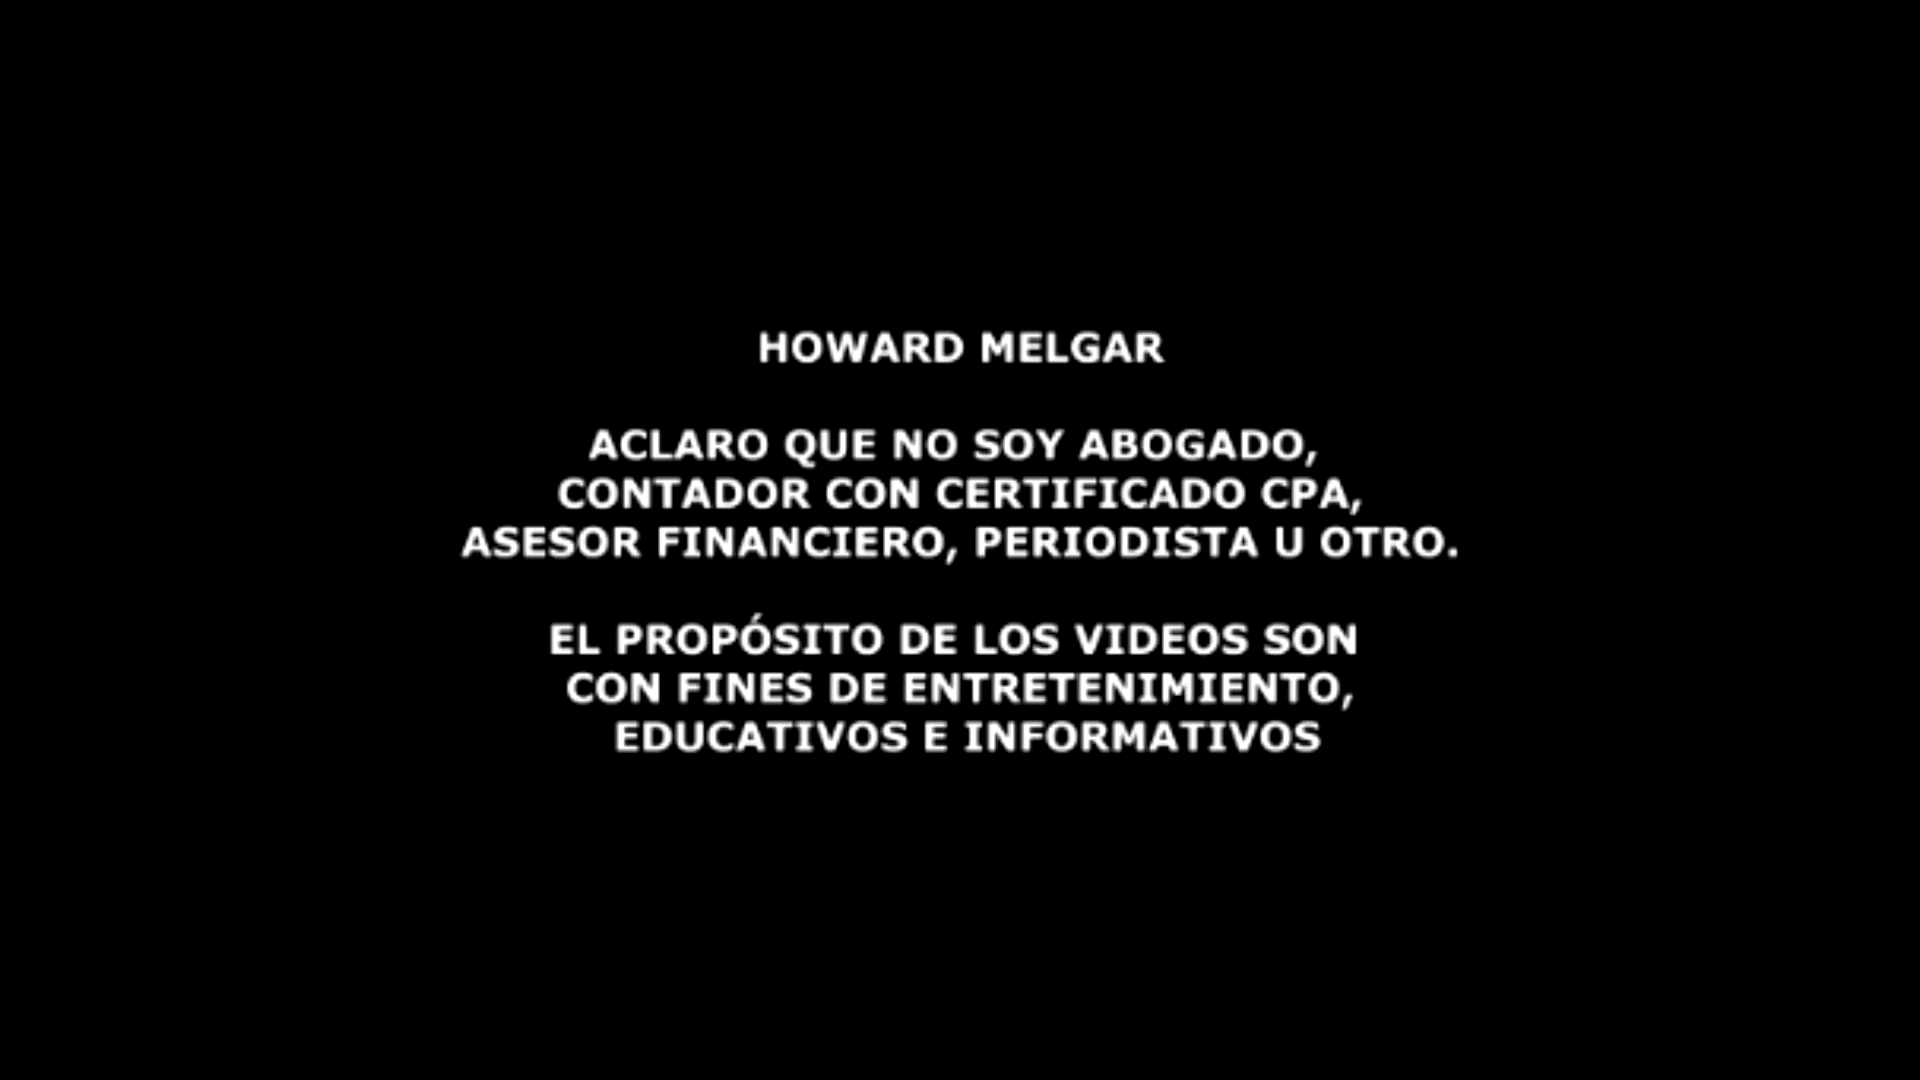 HOWARD MELGAR
ACLARO QUE NO SOY ABOGADO,
CONTADOR CON CERTIFICADO CPA,
ASESOR FINANCIERO, PERIODISTA U OTRO.
EL PROPÓSITO DE LOS VIDEOS SON
CON FINES DE ENTRETENIMIENTO,
EDUCATIVOS E INFORMATIVOS